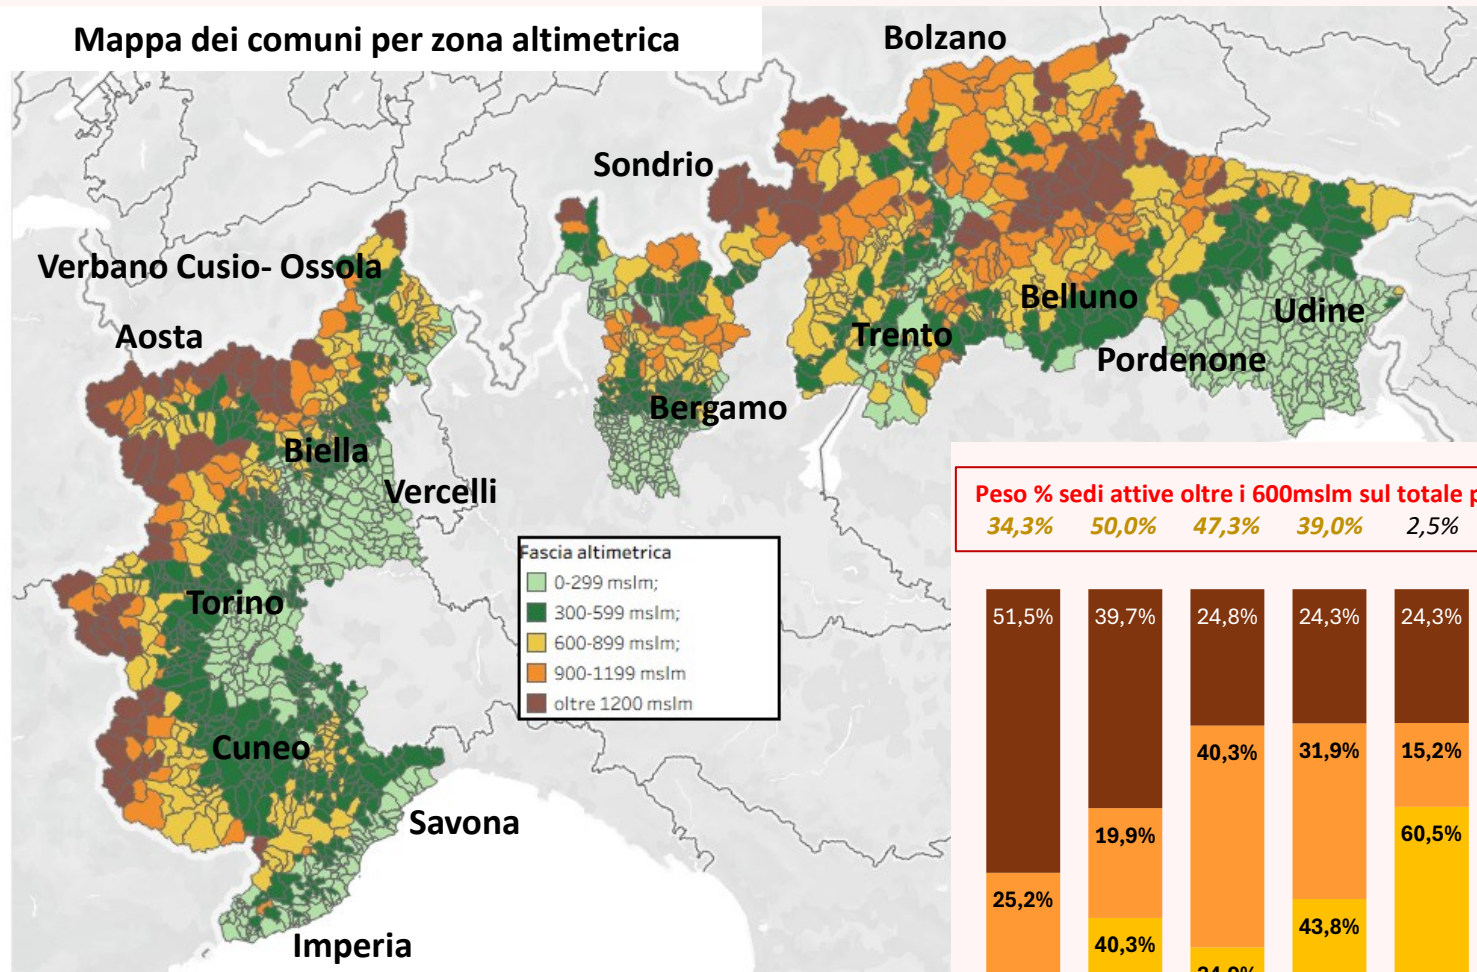 Mappa dei comuni per zona altimetrica
Bolzano
Sondrio
Verbano Cusio- Ossola
Aosta
Belluno
Udine
Trento
Pordenone
Bergamo
Biella
Vercelli
Torino
Cuneo
Savona
Imperia
Fascia altimetrica
0-299 mslm;
300-599 mslm;
600-899 mslm;
900-1199 mslm
oltre 1200 mslm
Peso % sedi attive oltre i 600mslm sul totale
34,3% 50,0% 47,3% 39,0% 2,5%
51,5% 39,7% 24,8% 24,3% 24,3%
40,3% 31,9% 15,2%
19,9% 60,5%
25,2% 43,8%
40,3%